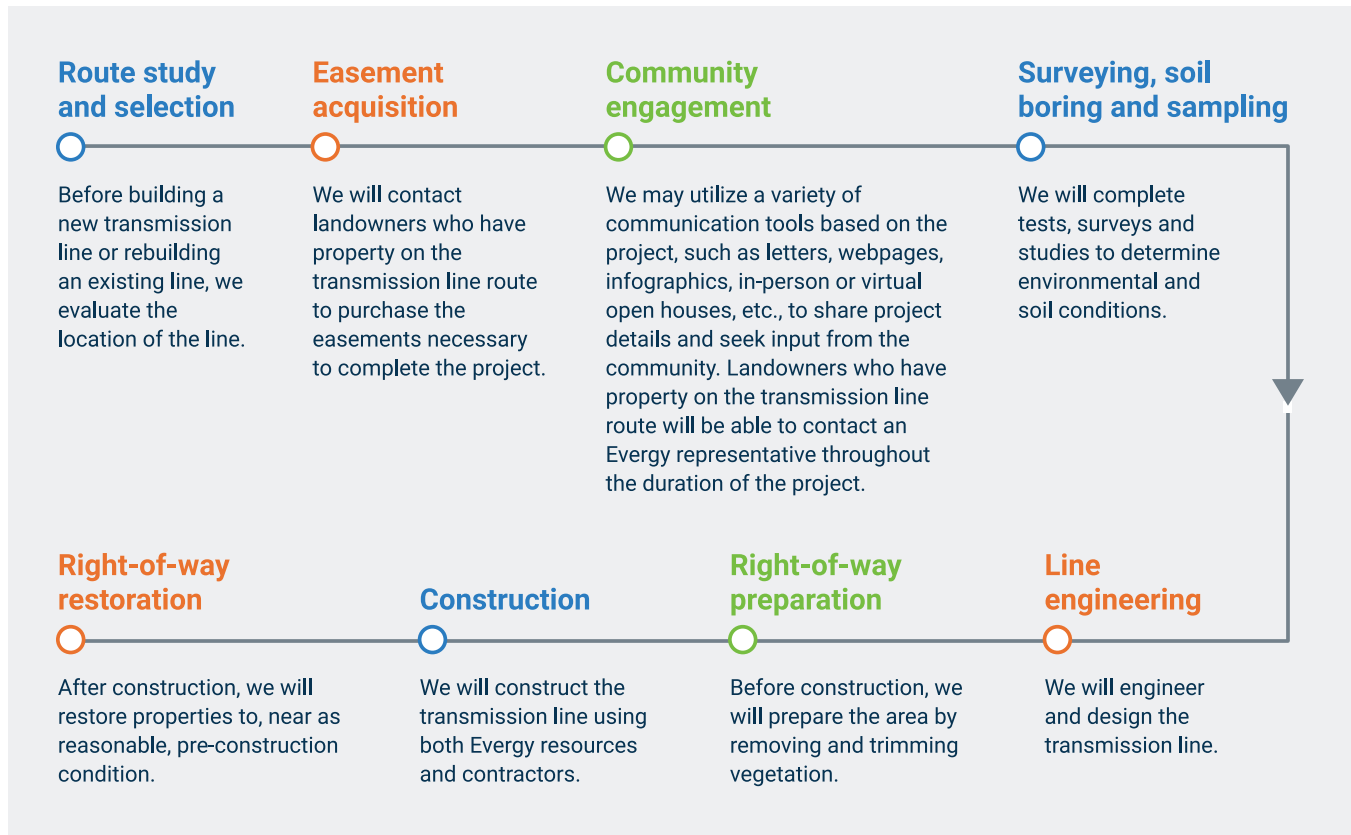 Route study
and selection
Before building a
new transmission
line or rebuilding
an existing line, we
evaluate the
location of the line.
Easement
acquisition
We will contact
landowners who have
property on the
transmission line route
to purchase the
easements necessary
to complete the project.
Community
engagement
We may utilize a variety of
communication tools based on the
project, such as letters, webpages,
infographics, in-person or virtual
open houses, etc., to share project
details and seek input from the
community. Landowners who have
property on the transmission line
route will be able to contact an
Evergy representative throughout
the duration of the project.
Surveying, soil
boring and sampling
We will complete
tests, surveys and
studies to determine
environmental and
soil conditions.
Line
engineering
We will engineer
and design the
transmission line.
Right-of-way
preparation
Before construction, we
will prepare the area by
removing and trimming
vegetation.
Construction
We will construct the
transmission line using
both Evergy resources
and contractors.
Right-of-way
restoration
After construction, we will
restore properties to, near as
reasonable, pre-construction
condition.